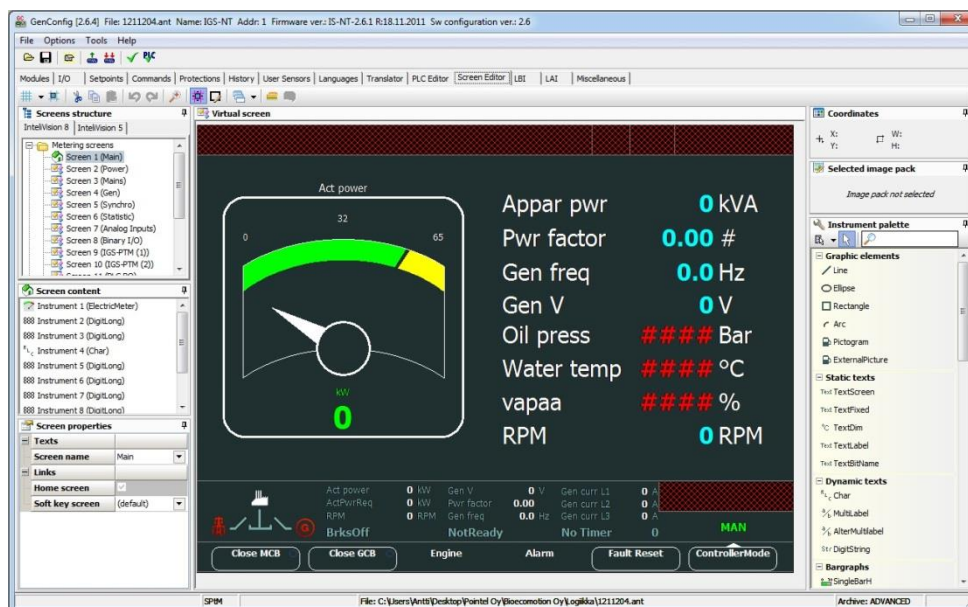 GenConfig [2.6.4] File: 1211204.ant Name: IGS-NT Addr: 1 Firmware ver.: IS-NT-2.6.1 R:18.11.2011 Sw configuration ver.: 2.6
File Options Tools Help
Modules I/O Setpoints Commands Protections History User Sensors Languages Translator PLC Editor Screen Editor LBI LAI Miscellaneous
Screens structure
InteliVision 8 InteliVision 5
Metering screens
Screen 1 (Main)
Screen 2 (Power)
Screen 3 (Mains)
Screen 4 (Gen)
Screen 5 (Synchro)
Screen 6 (Statistic)
Screen 7 (Analog Inputs)
Screen 8 (Binary I/O)
Screen 9 (IGS-PTM (1))
Screen 10 (IGS-PTM (2))
Screen content
Instrument 1 (ElectricMeter)
Instrument 2 (DigitLong)
Instrument 3 (DigitLong)
Instrument 4 (Char)
Instrument 5 (DigitLong)
Instrument 6 (DigitLong)
Instrument 7 (DigitLong)
Instrument 8 (DigitLong)
Screen properties
Texts
Screen name Main
Links
Home screen
Soft key screen (default)
Virtual screen
Act power
0 32 65
kW
0
Appar pwr 0 kVA
Pwr factor 0.00 #
Gen freq 0.0 Hz
Gen V 0 V
Oil press #### Bar
Water temp #### °C
vapaa #### %
RPM 0 RPM
Act power 0 kW Gen V 0 V Gen curr L1 0 A
ActPwrReq 0 kW Pwr factor 0.00 Gen curr L2 0 A
RPM 0 RPM Gen freq 0.0 Hz Gen curr L3 0 A
BrksOff NotReady No Timer 0
MAN
Close MCB Close GCB Engine Alarm Fault Reset ControllerMode
Coordinates
X: W:
Y: H:
Selected image pack
Image pack not selected
Instrument palette
Graphic elements
Line
Ellipse
Rectangle
Arc
Pictogram
ExternalPicture
Static texts
Text TextScreen
Text TextFixed
°C TextDim
Text TextLabel
Text TextBitName
Dynamic texts
Char
MultiLabel
AlterMultilabel
Str DigitString
Bargraphs
SingleBarH
SPtM File: C:\Users\Antti\Desktop\Pointel Oy\Bioecomotion Oy\Logiikka\1211204.ant Archive: ADVANCED